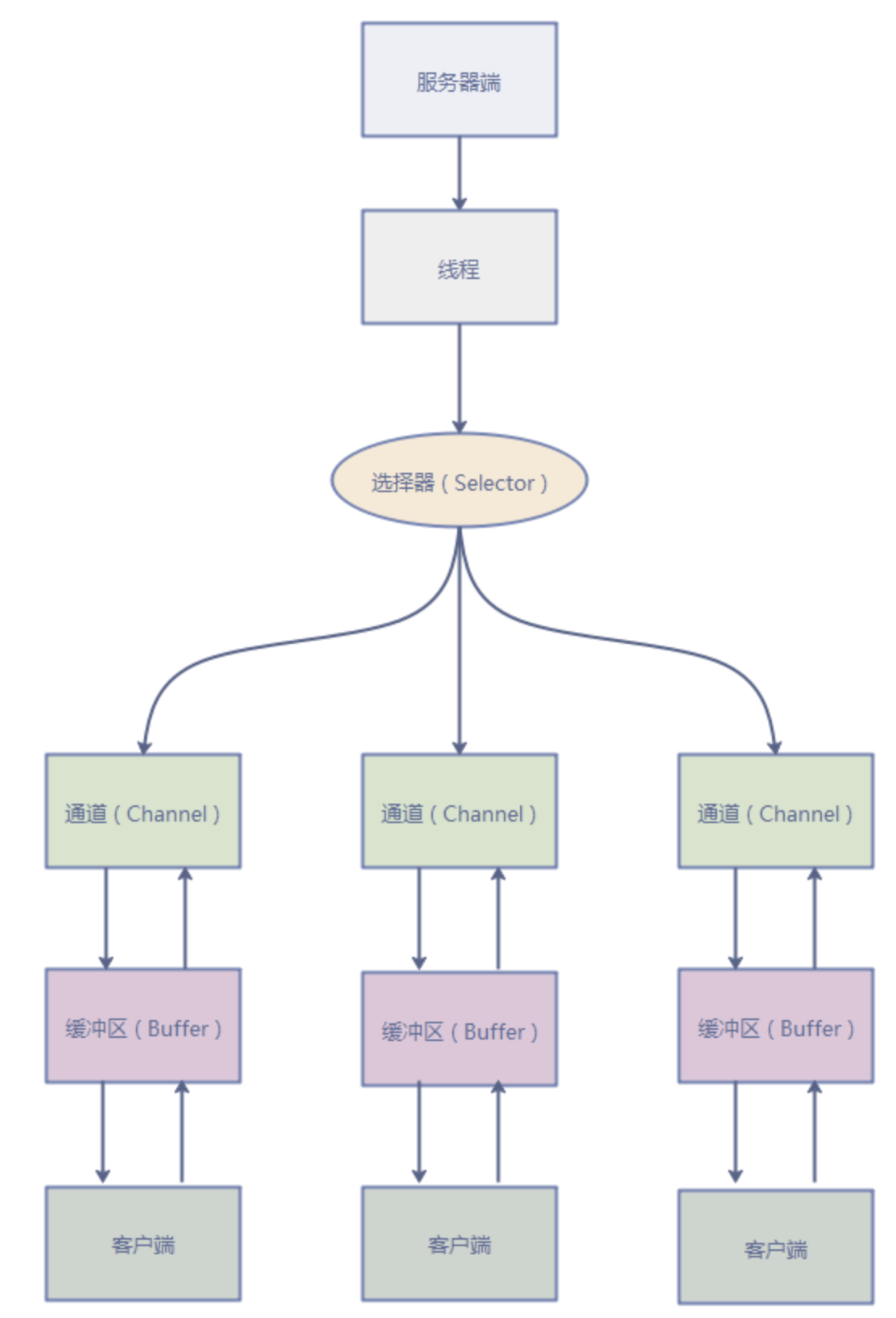 服务器端
线程
选择器 ( Selector )
通道 ( Channel )
通道 ( Channel )
通道 ( Channel )
缓冲区 ( Buffer )
缓冲区 ( Buffer )
缓冲区 ( Buffer )
客户端
客户端
客户端